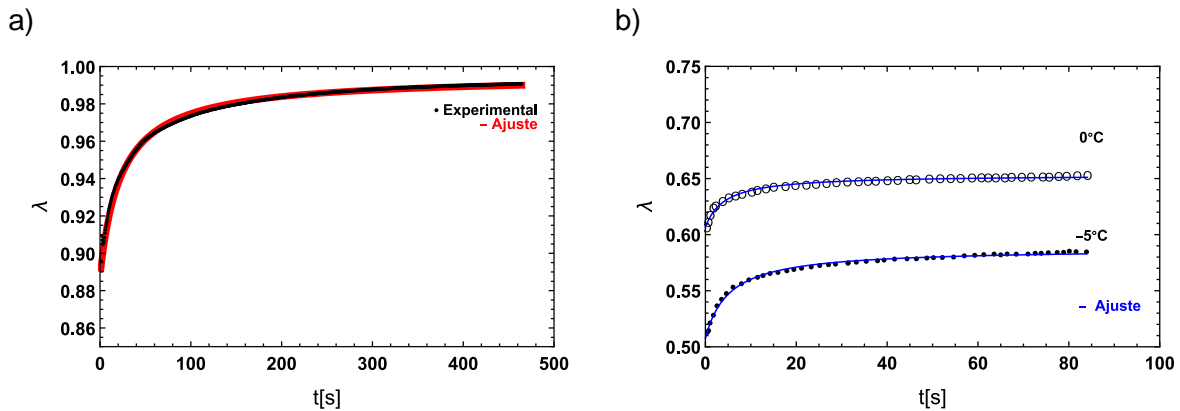 a)
1.00
0.98
0.96
0.94
0.92
0.90
0.88
0.86
λ
• Experimental
– Ajuste
0 100 200 300 400 500
t[s]
b)
0.75
0.70
0.65
0.60
0.55
0.50
λ
0°C
–5°C
– Ajuste
0 20 40 60 80 100
t[s]